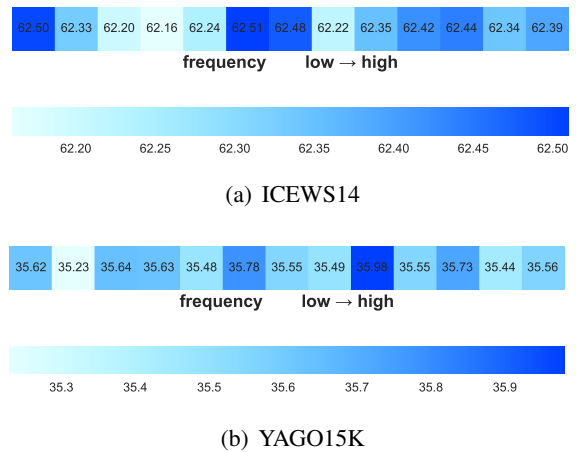 62.50 62.33 62.20 62.16 62.24 62.51 62.48 62.22 62.35 62.42 62.44 62.34 62.39
frequency low → high
62.20 62.25 62.30 62.35 62.40 62.45 62.50
(a) ICEWS14
35.62 35.23 35.64 35.63 35.48 35.78 35.55 35.49 35.98 35.55 35.73 35.44 35.56
frequency low → high
35.3 35.4 35.5 35.6 35.7 35.8 35.9
(b) YAGO15K